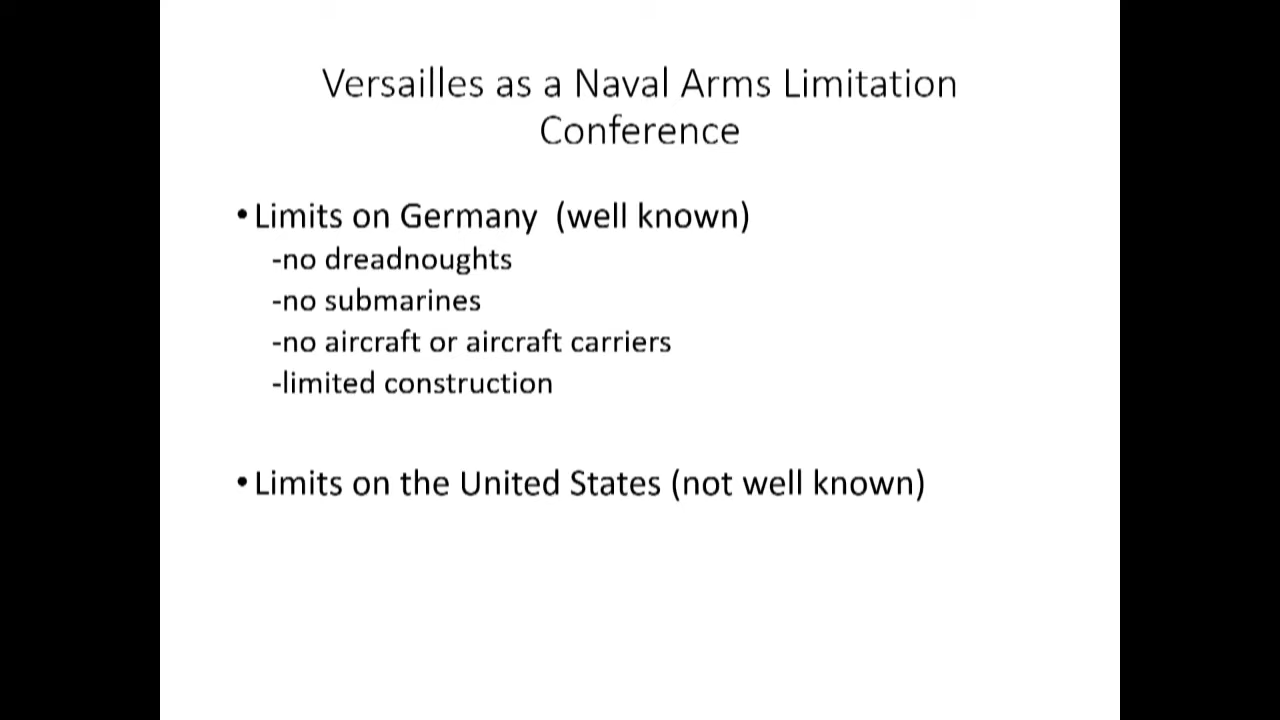 Versailles as a Naval Arms Limitation
Conference
•Limits on Germany  (well known)
-no dreadnoughts
-no submarines
-no aircraft or aircraft carriers
-limited construction
•Limits on the United States (not well known)